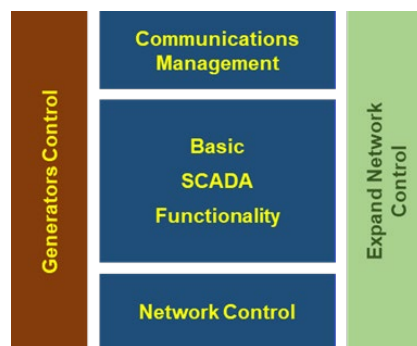 Generators Control
Communications
Management
Basic
SCADA
Functionality
Network Control
Expand Network
Control